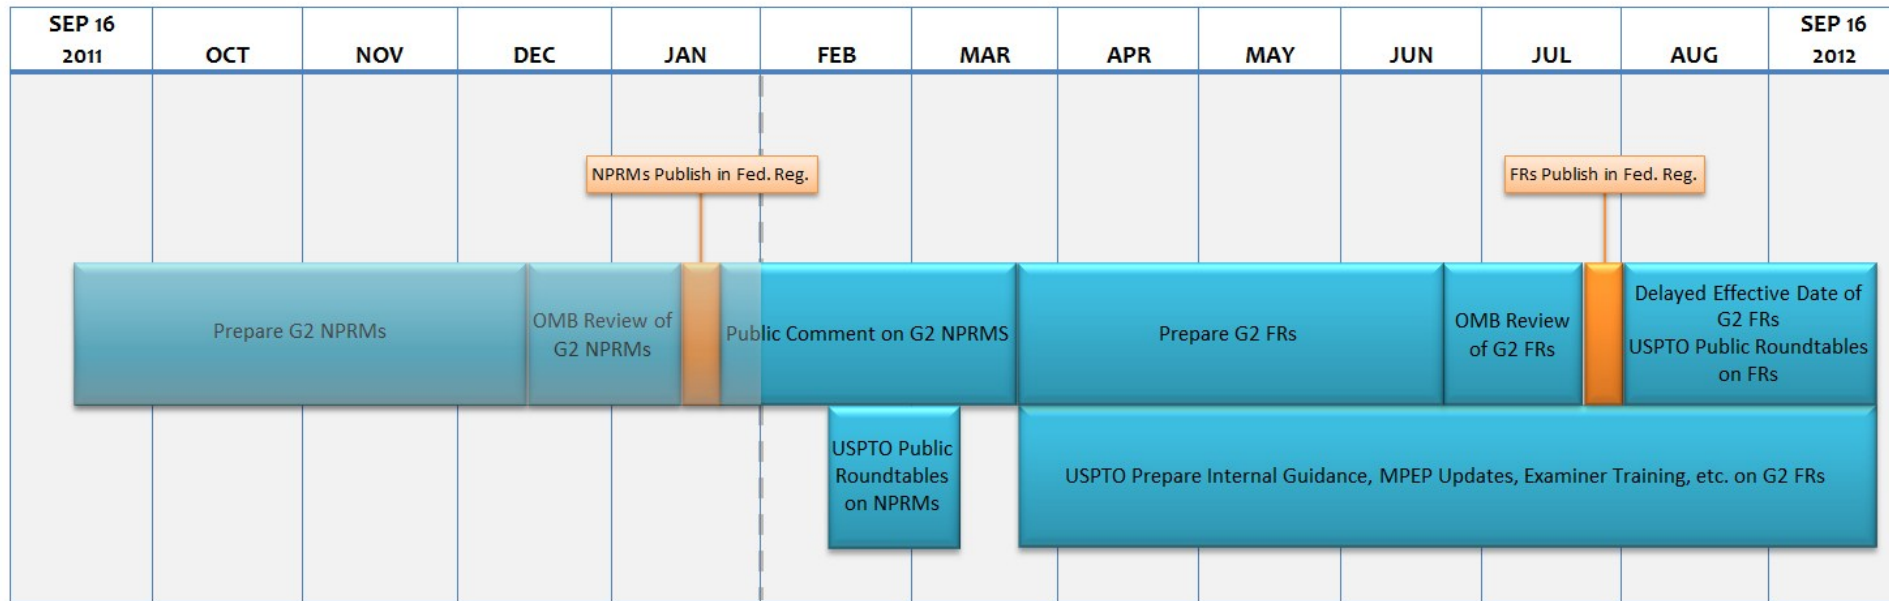 SEP 16
2011
OCT
NOV
DEC
JAN
FEB
MAR
APR
MAY
JUN
JUL
AUG
SEP 16
2012
NPRMs Publish in Fed. Reg.
FRs Publish in Fed. Reg.
Prepare G2 NPRMs
OMB Review of
G2 NPRMs
Public Comment on G2 NPRMS
Prepare G2 FRs
OMB Review
of G2 FRs
Delayed Effective Date of
G2 FRs
USPTO Public Roundtables
on FRs
USPTO Public
Roundtables
on NPRMs
USPTO Prepare Internal Guidance, MPEP Updates, Examiner Training, etc. on G2 FRs